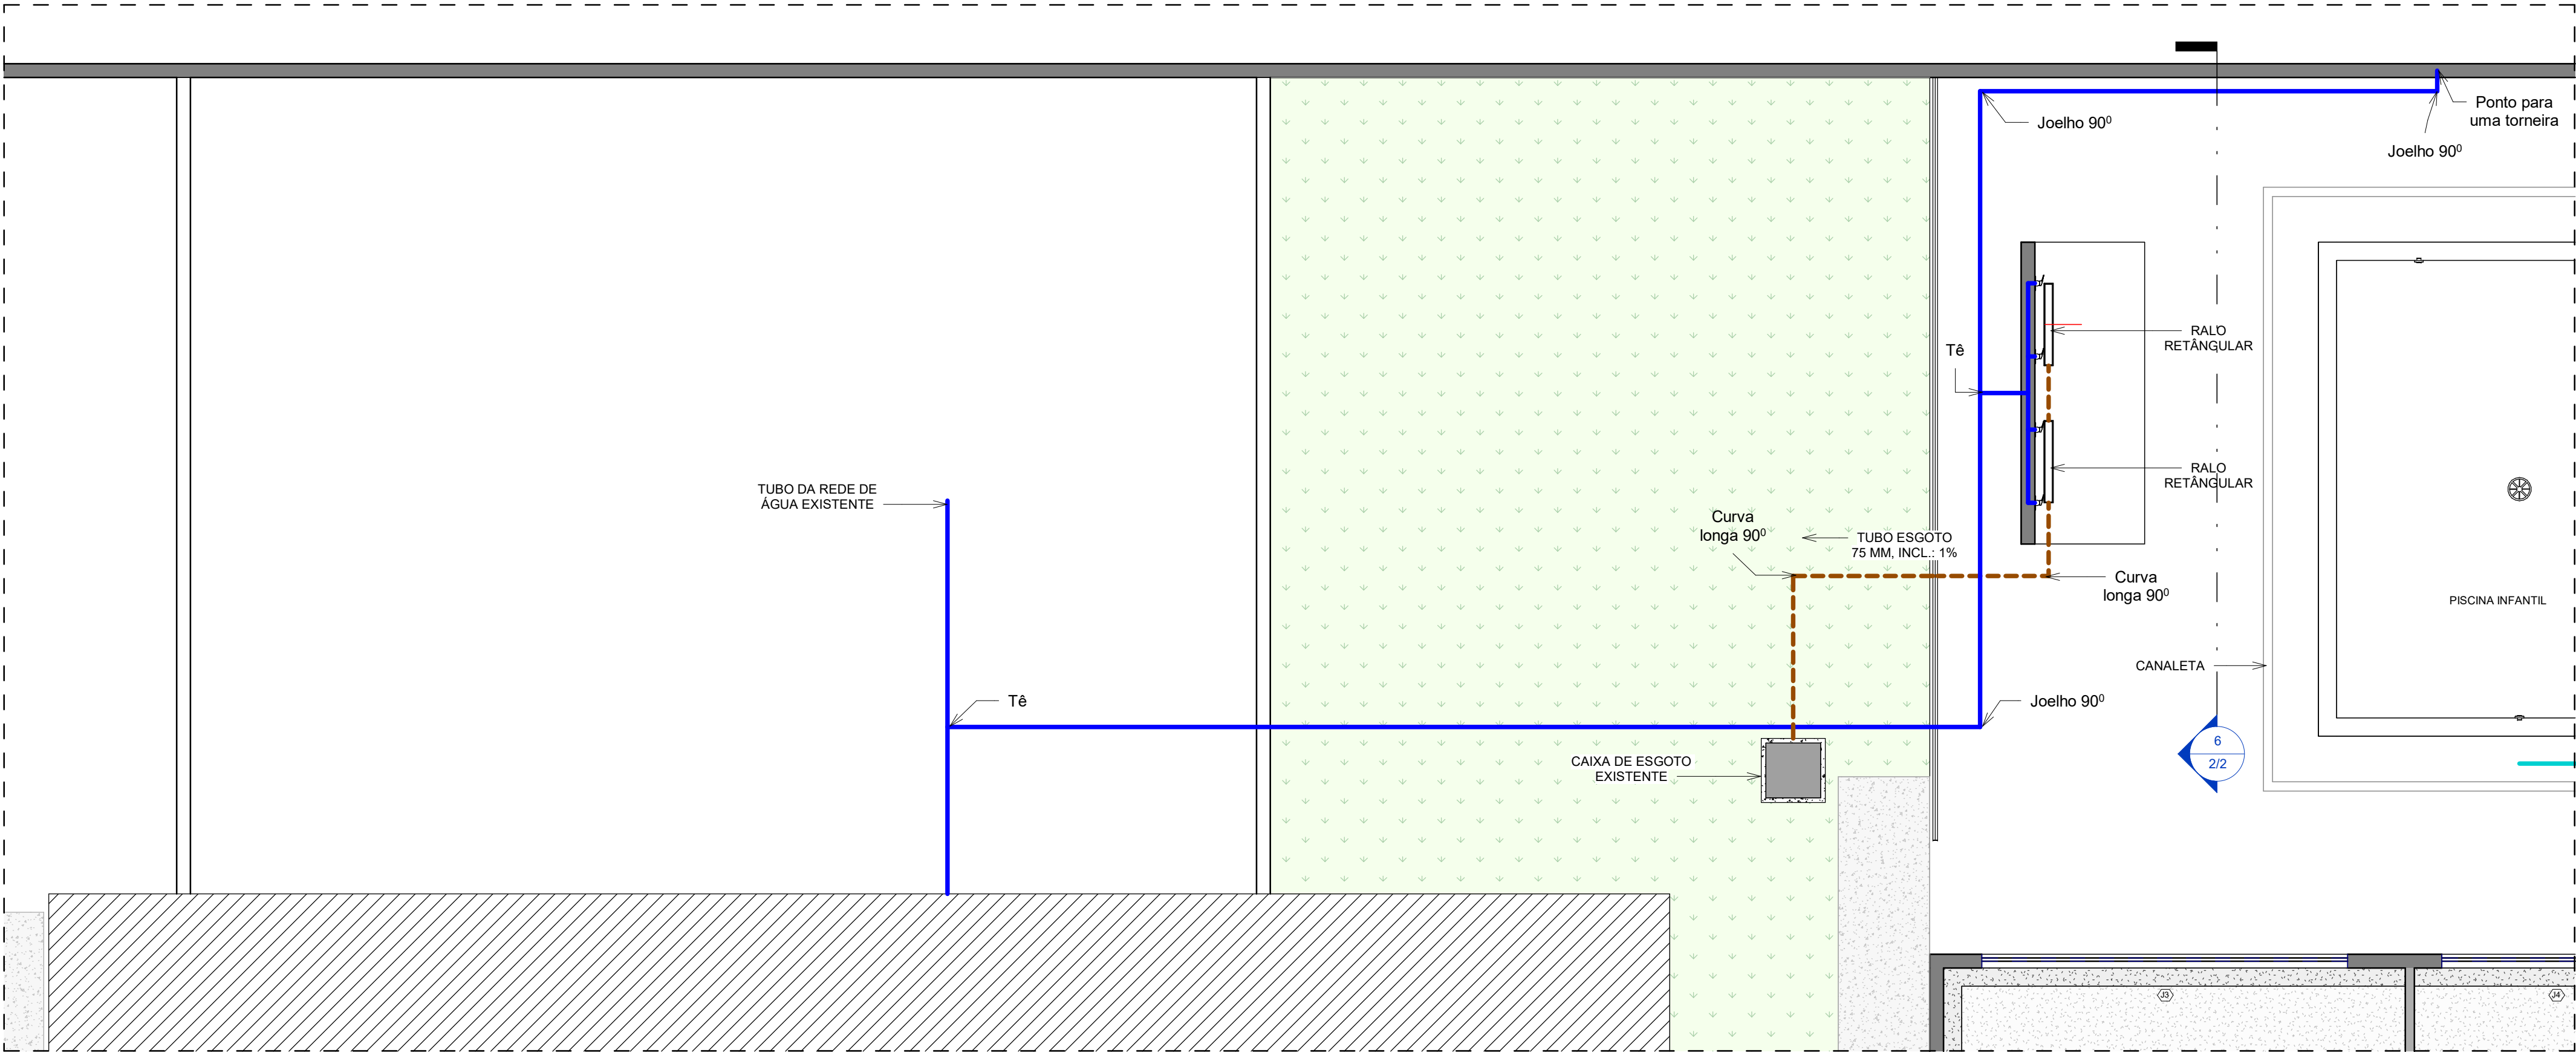 Ponto para
uma torneira
Joelho 90⁰
Joelho 90⁰
RALO
RETÂNGULAR
Tê
RALO
RETÂNGULAR
TUBO DA REDE DE
ÁGUA EXISTENTE
Curva
longa 90⁰
TUBO ESGOTO
75 MM, INCL.: 1%
Curva
longa 90⁰
PISCINA INFANTIL
CANALETA
Tê
Joelho 90⁰
6
2/2
CAIXA DE ESGOTO
EXISTENTE
J3
J4